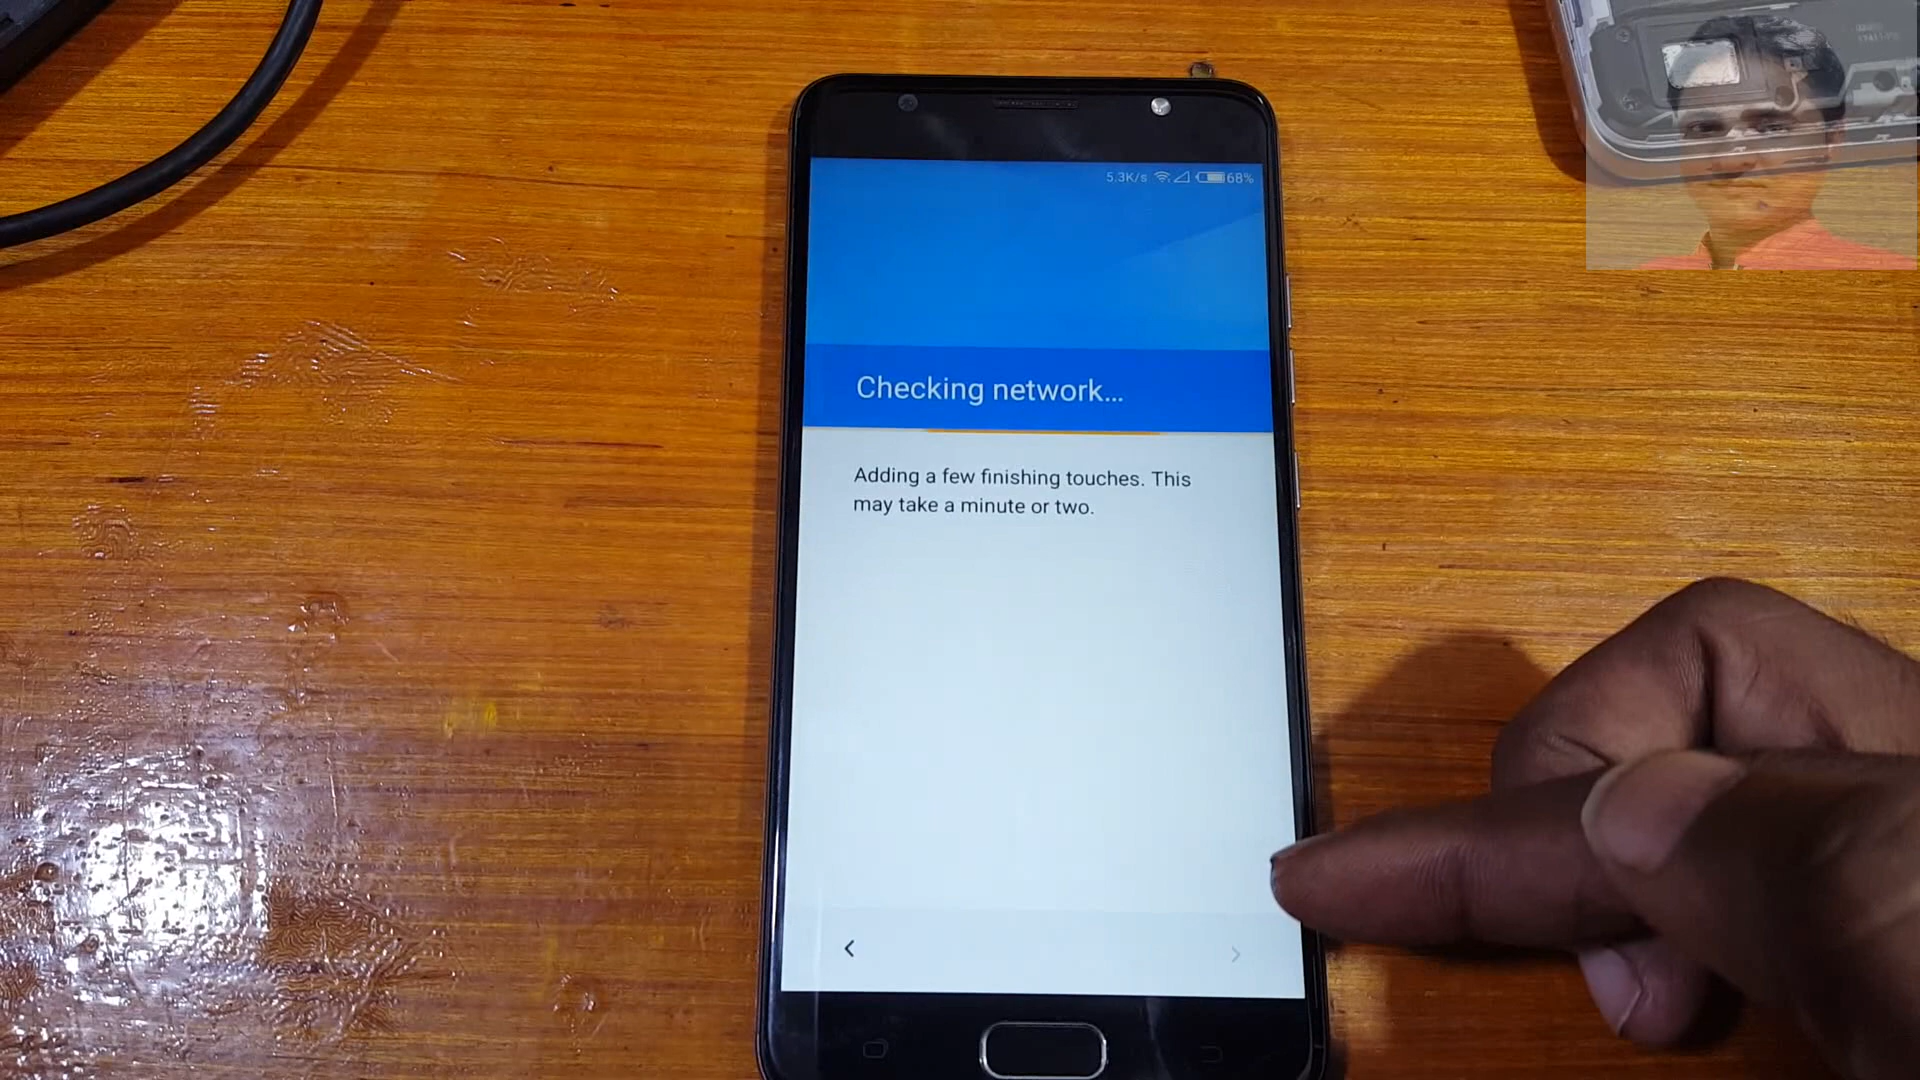 5.3K/s 68%
Checking network...
Adding a few finishing touches. This
may take a minute or two.